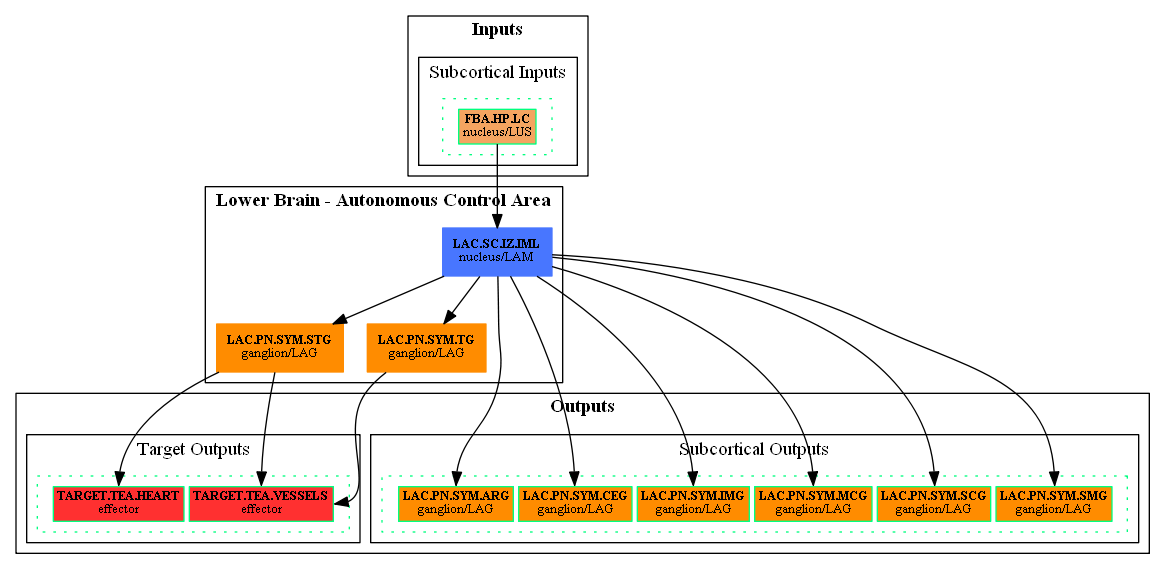 Inputs
Subcortical Inputs
FBA.HP.LC
nucleus/LUS
Lower Brain - Autonomous Control Area
LAC.SC.IZ.IML
nucleus/LAM
LAC.PN.SYM.STG
ganglion/LAG
LAC.PN.SYM.TG
ganglion/LAG
Outputs
Target Outputs
TARGET.TEA.HEART
effector
TARGET.TEA.VESSELS
effector
Subcortical Outputs
LAC.PN.SYM.ARG
ganglion/LAG
LAC.PN.SYM.CEG
ganglion/LAG
LAC.PN.SYM.IMG
ganglion/LAG
LAC.PN.SYM.MCG
ganglion/LAG
LAC.PN.SYM.SCG
ganglion/LAG
LAC.PN.SYM.SMG
ganglion/LAG